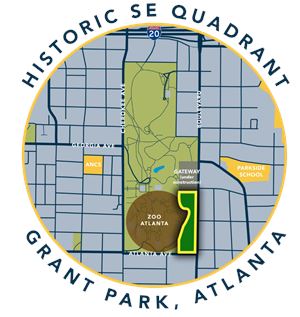 HISTORIC SE QUADRANT
20
CHEROKEE AVE
BOULEVARD
GEORGIA AVE
ANCS
GATEWAY
(under
construction)
PARKSIDE
SCHOOL
ZOO
ATLANTA
ATLANTA AVE
GRANT PARK, ATLANTA